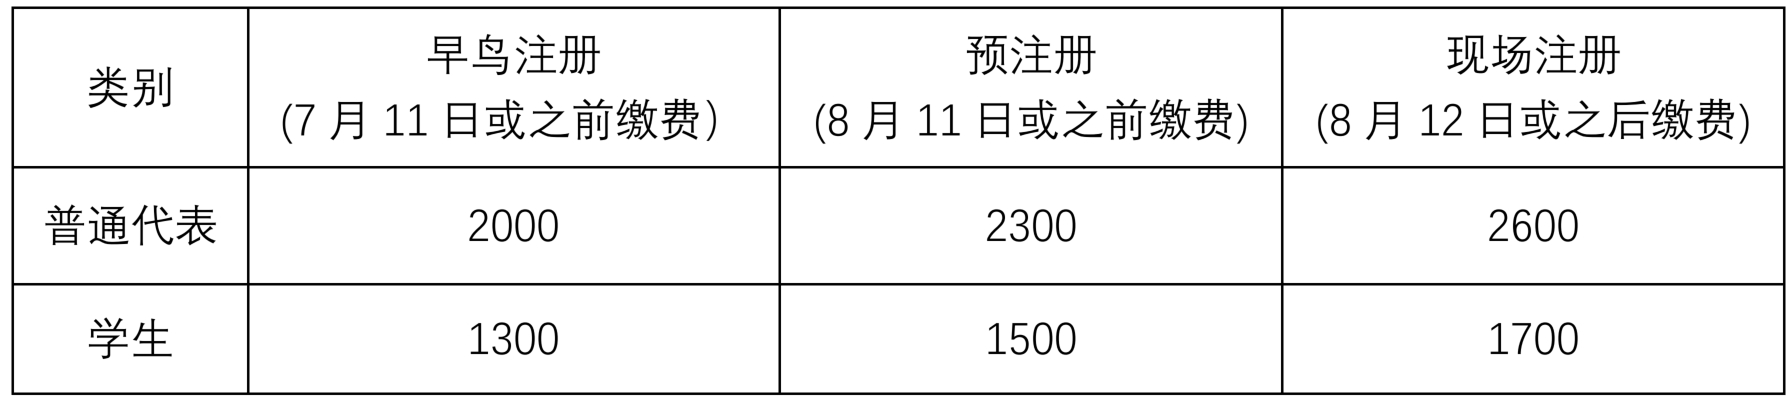 类别
早鸟注册
(7 月 11 日或之前缴费）
预注册
(8 月 11 日或之前缴费)
现场注册
(8 月 12 日或之后缴费)
普通代表
2000
2300
2600
学生
1300
1500
1700